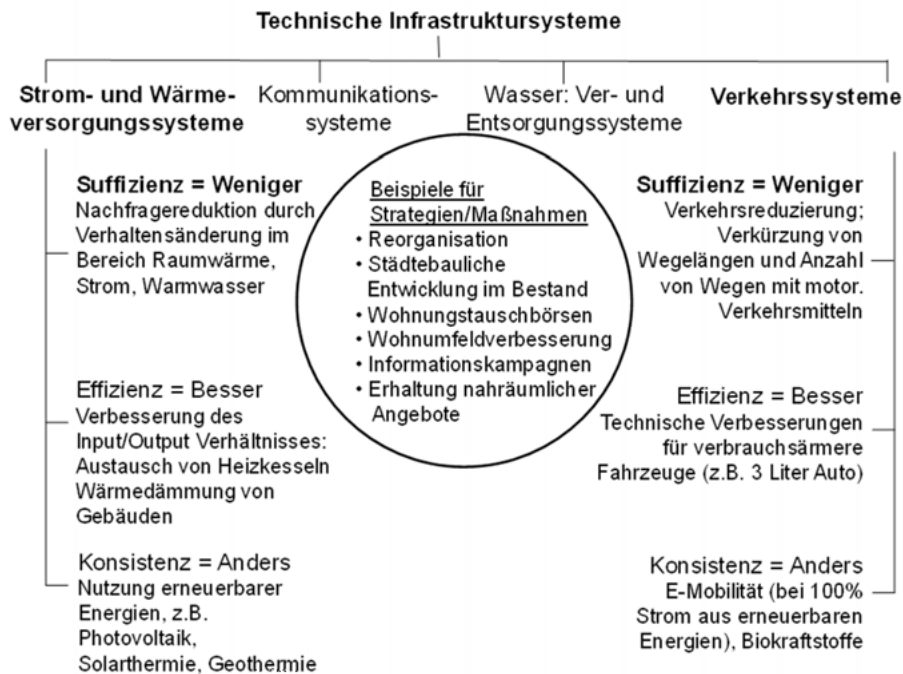 Technische Infrastruktursysteme
Strom- und Wärme-
versorgungssysteme
Kommunikations-
systeme
Wasser: Ver- und
Entsorgungssysteme
Verkehrssysteme
Suffizienz = Weniger
Nachfragereduktion durch
Verhaltensänderung im
Bereich Raumwärme,
Strom, Warmwasser
Effizienz = Besser
Verbesserung des
Input/Output Verhältnisses:
Austausch von Heizkesseln
Wärmedämmung von
Gebäuden
Konsistenz = Anders
Nutzung erneuerbarer
Energien, z.B.
Photovoltaik,
Solarthermie, Geothermie
Beispiele für
Strategien/Maßnahmen
• Reorganisation
• Städtebauliche
Entwicklung im Bestand
• Wohnungstauschbörsen
• Wohnumfeldverbesserung
• Informationskampagnen
• Erhaltung nahräumlicher
Angebote
Suffizienz = Weniger
Verkehrsreduzierung;
Verkürzung von
Wegelängen und Anzahl
von Wegen mit motor.
Verkehrsmitteln
Effizienz = Besser
Technische Verbesserungen
für verbrauchsärmere
Fahrzeuge (z.B. 3 Liter Auto)
Konsistenz = Anders
E-Mobilität (bei 100%
Strom aus erneuerbaren
Energien), Biokraftstoffe